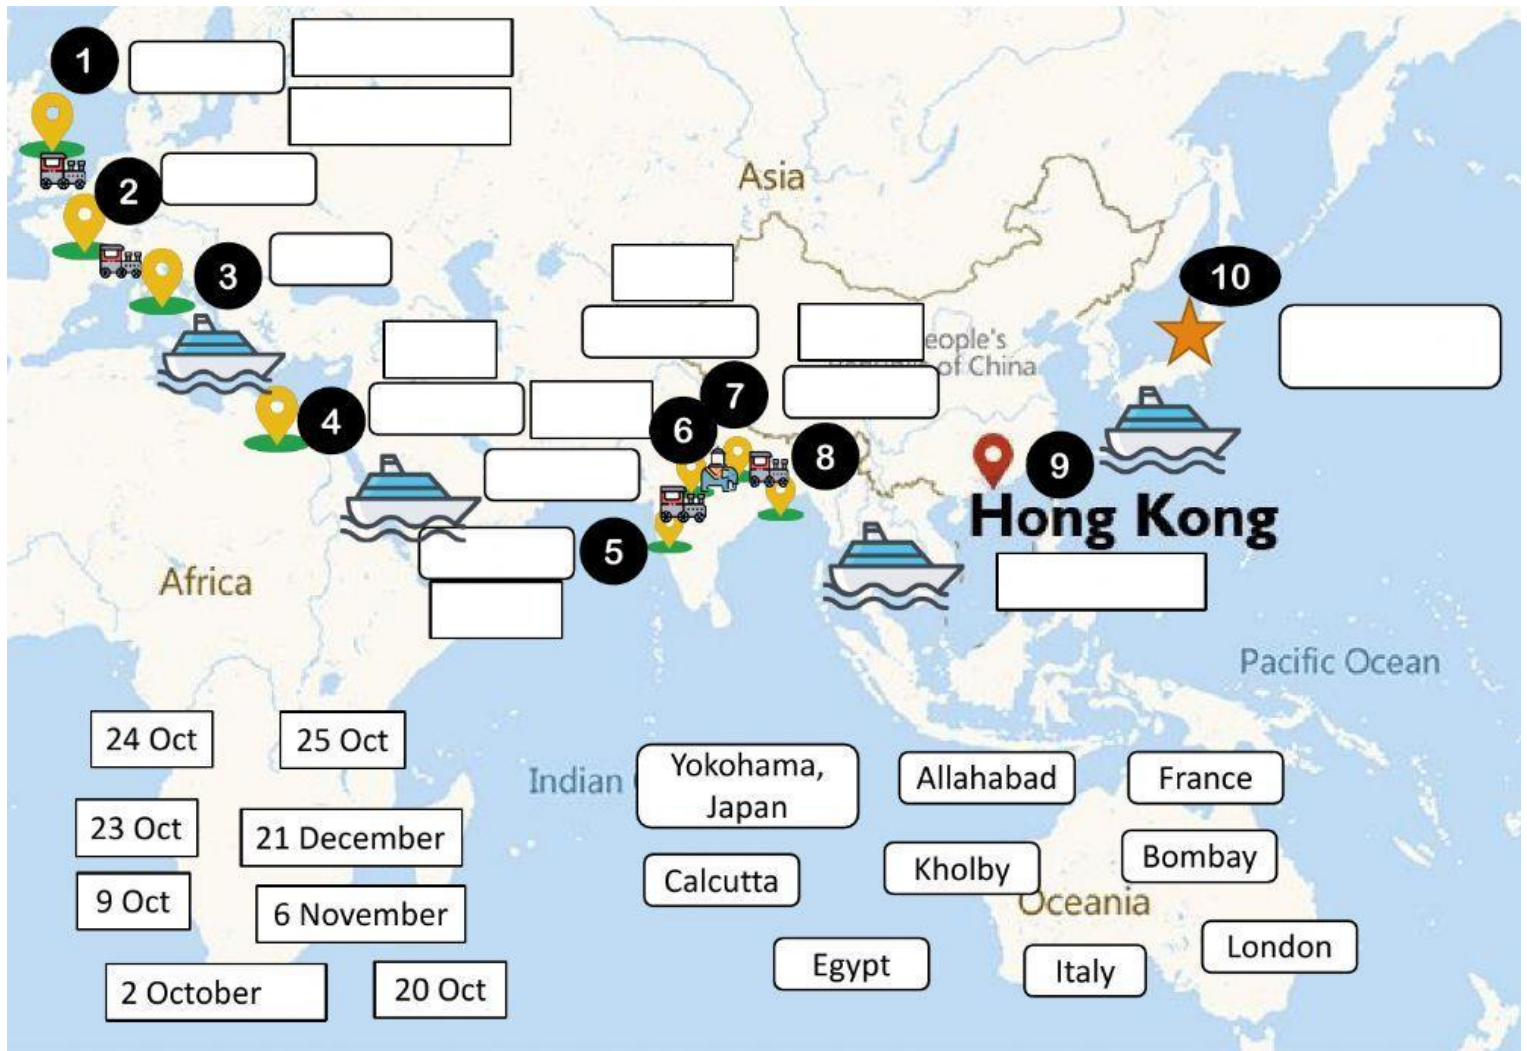 1
2
Asia
3
10
eople's
of China
7
4
6
8
9
Hong Kong
5
Africa
Pacific Ocean
24 Oct
25 Oct
Indian
Yokohama,
Japan
Allahabad
France
23 Oct
21 December
Bombay
Calcutta
Kholby
9 Oct
6 November
Oceania
London
Egypt
Italy
2 October
20 Oct